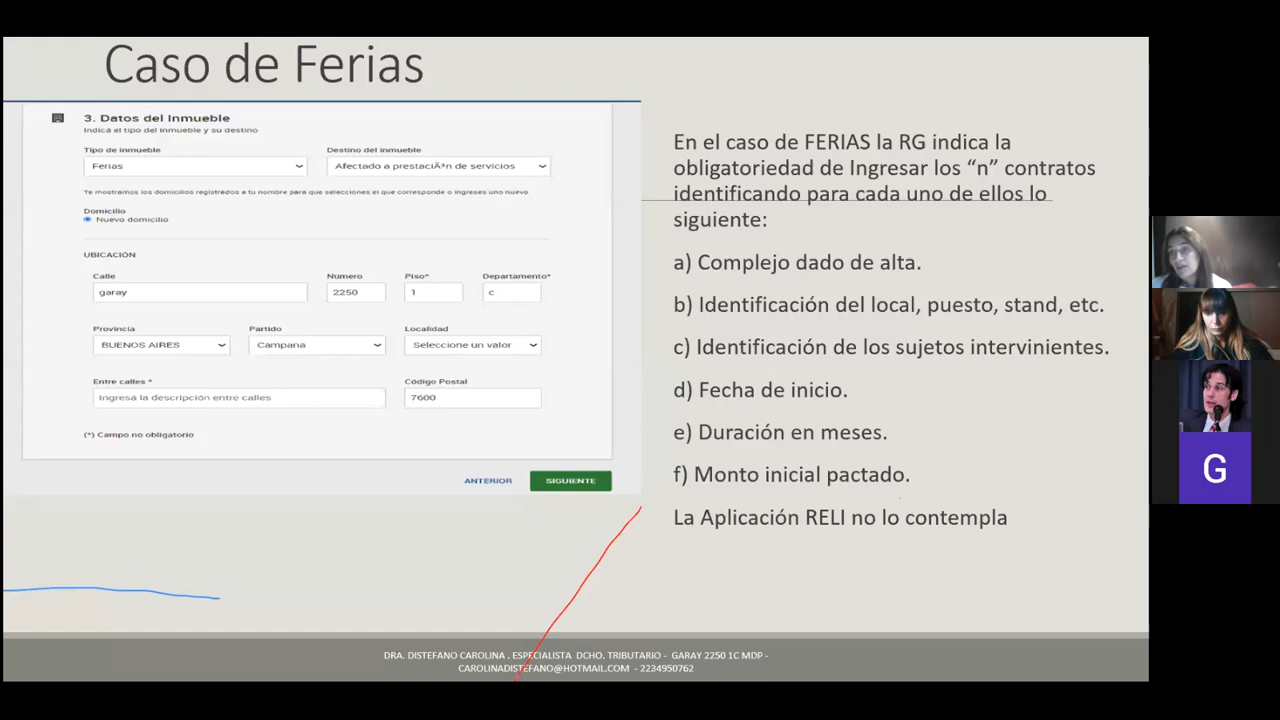 Caso de Ferias
3. Datos del Inmueble
Indicá el tipo del inmueble y su destino
Tipo de inmueble
Destino del inmueble
Ferias
Afectado a prestaciÃ³n de servicios
Te mostramos los domicilios registrados a tu nombre para que selecciones el que corresponde o ingreses uno nuevo
Domicilio
Nuevo domicilio
UBICACIÓN
Calle
Número
Piso*
Departamento*
garay
2250
1
c
Provincia
Partido
Localidad
BUENOS AIRES
Campana
Seleccione un valor
Entre calles *
Código Postal
Ingresá la descripción entre calles
7600
(*) Campo no obligatorio
ANTERIOR
SIGUIENTE
En el caso de FERIAS la RG indica la
obligatoriedad de Ingresar los “n” contratos
identificando para cada uno de ellos lo
siguiente:
a) Complejo dado de alta.
b) Identificación del local, puesto, stand, etc.
c) Identificación de los sujetos intervinientes.
d) Fecha de inicio.
e) Duración en meses.
f) Monto inicial pactado.
La Aplicación RELI no lo contempla
G
DRA. DISTEFANO CAROLINA . ESPECIALISTA DCHO. TRIBUTARIO - GARAY 2250 1C MDP -
CAROLINADISTEFANO@HOTMAIL.COM - 2234950762